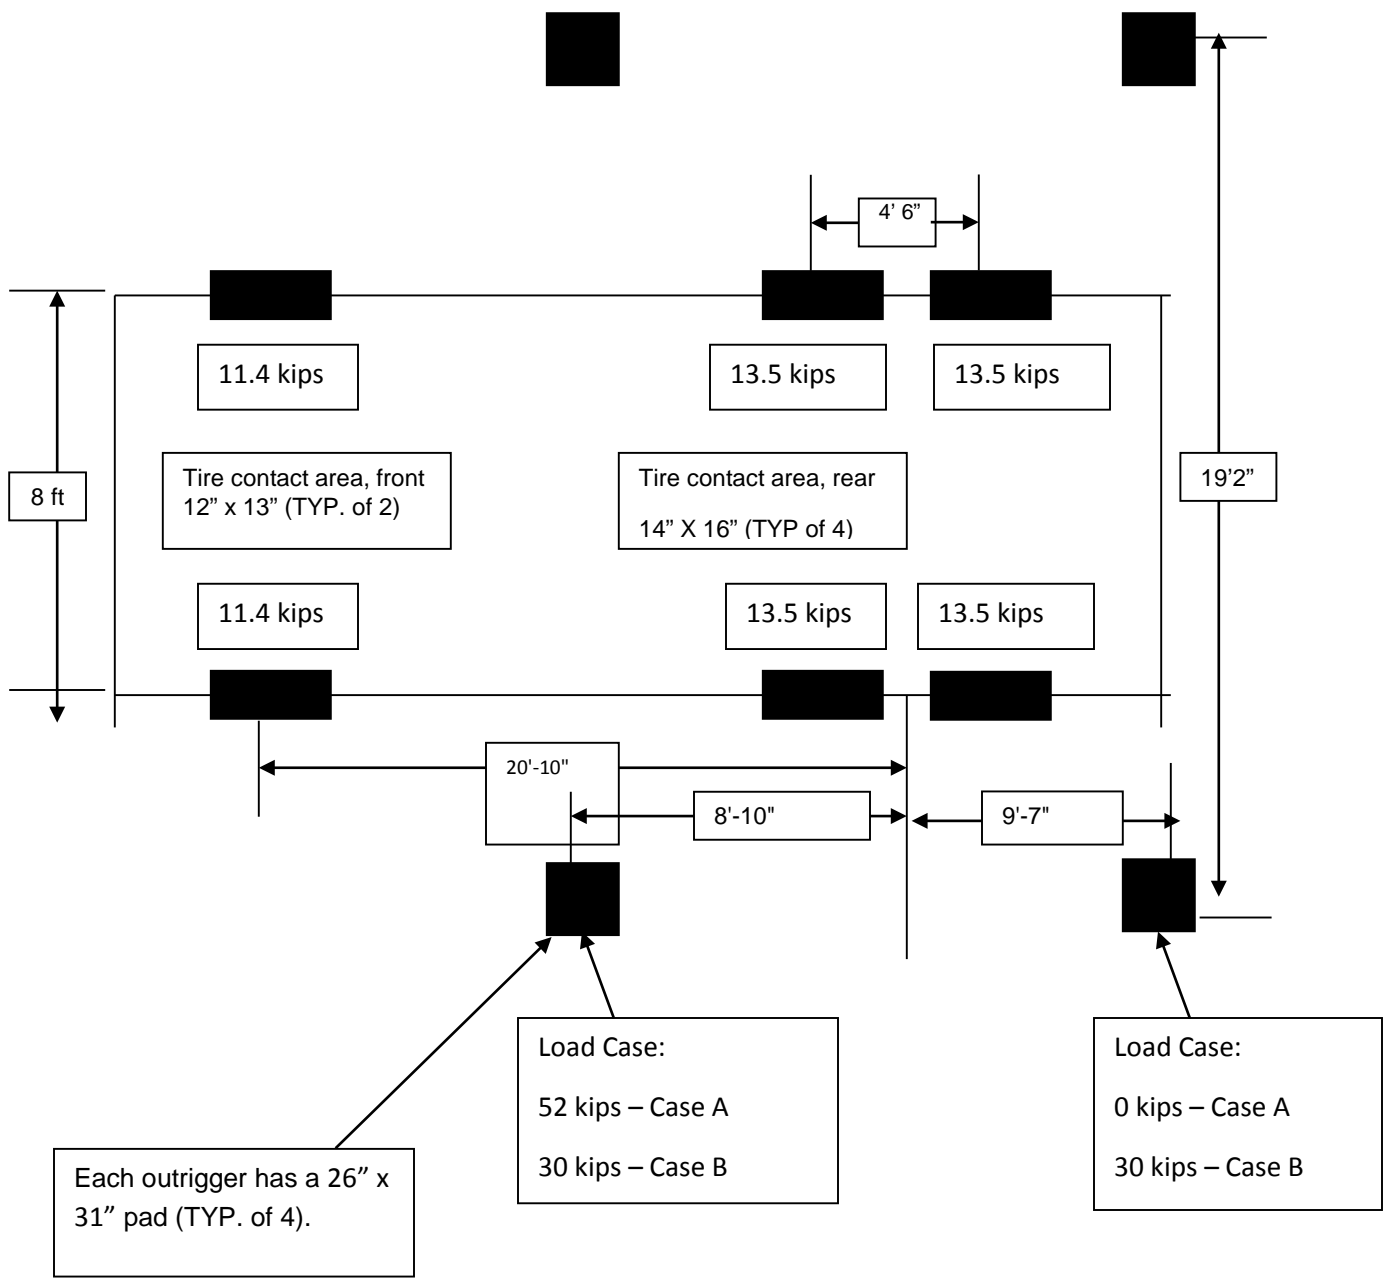 4' 6”
11.4 kips
13.5 kips
13.5 kips
8 ft
Tire contact area, front
12” x 13” (TYP. of 2)
Tire contact area, rear
14” X 16” (TYP of 4)
19’2”
11.4 kips
13.5 kips
13.5 kips
20'-10"
8'-10"
9'-7"
Load Case:
52 kips – Case A
30 kips – Case B
Load Case:
0 kips – Case A
30 kips – Case B
Each outrigger has a 26” x
31” pad (TYP. of 4).